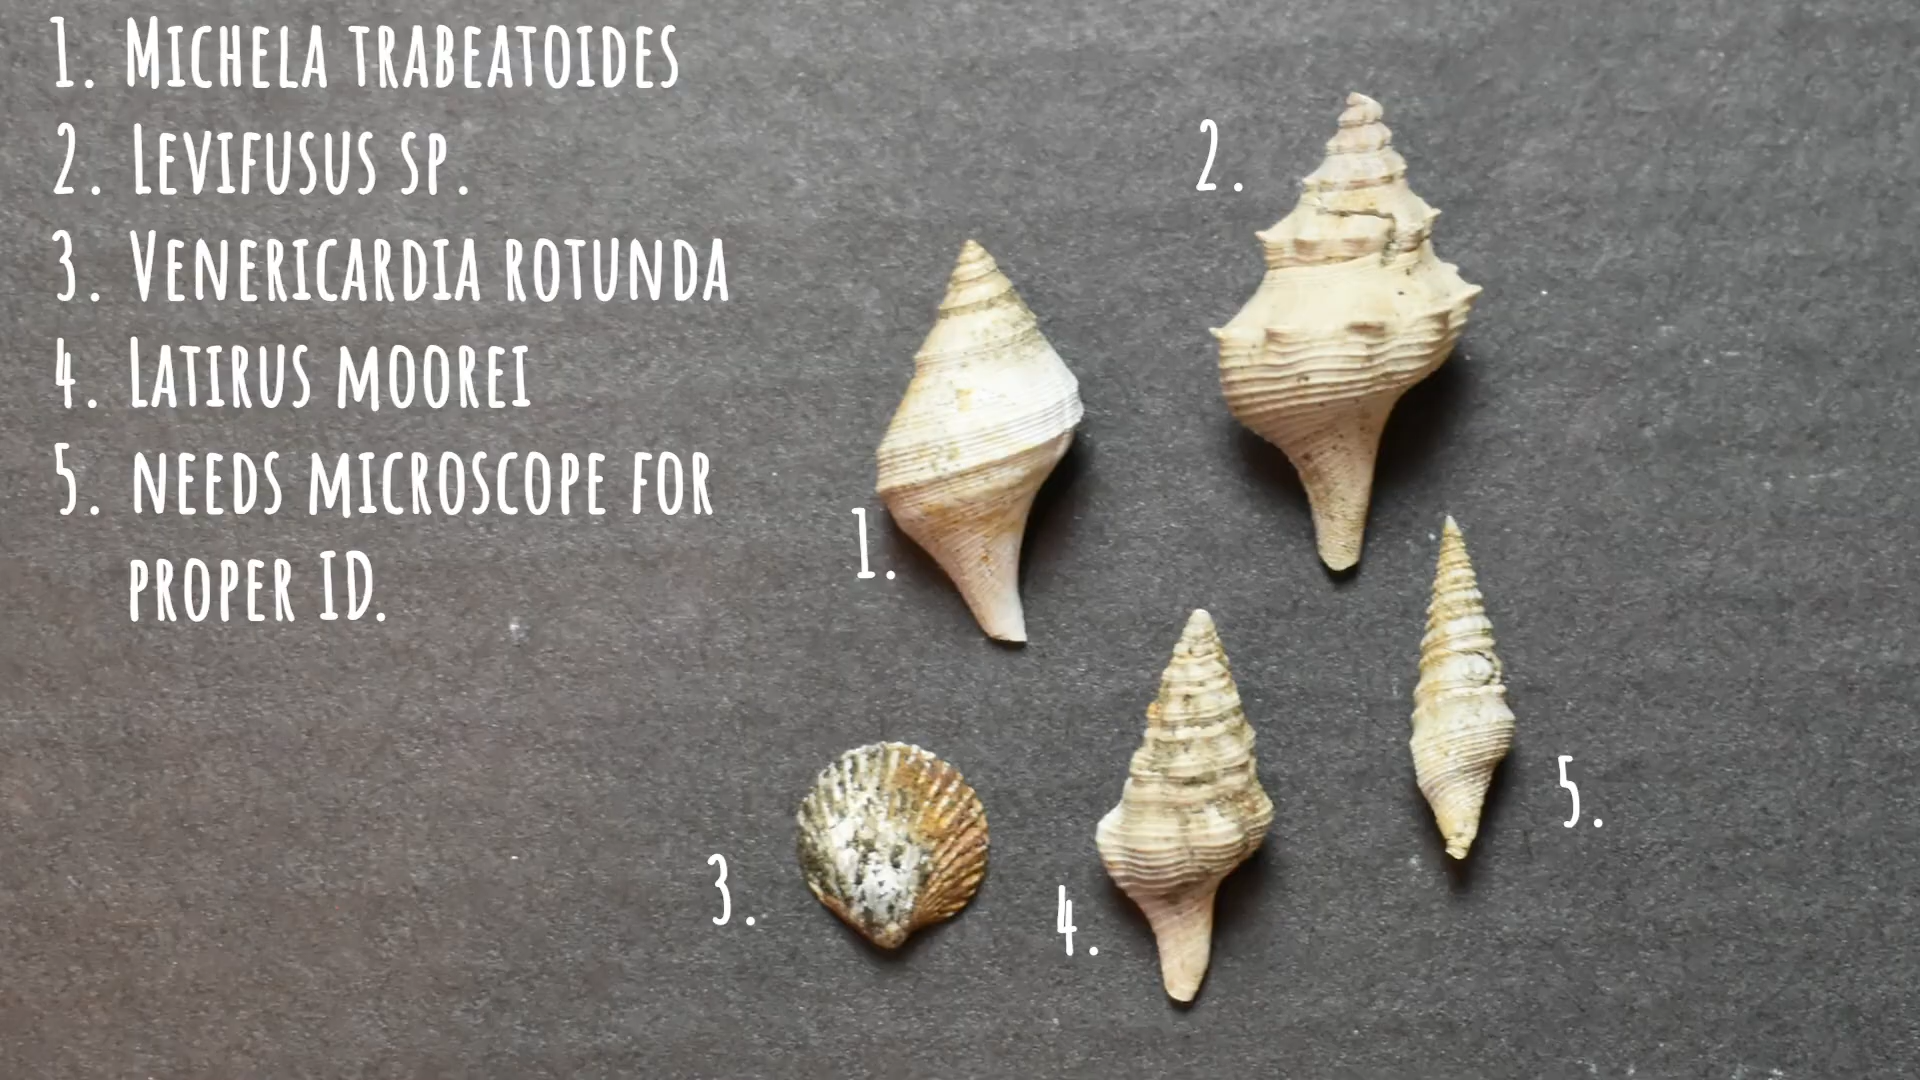 1. Michela trabeatoides
2. Levifusus sp.
3. Venericardia rotunda
4. Latirus moorei
5. needs microscope for
proper ID.
2.
1.
5.
3.
4.